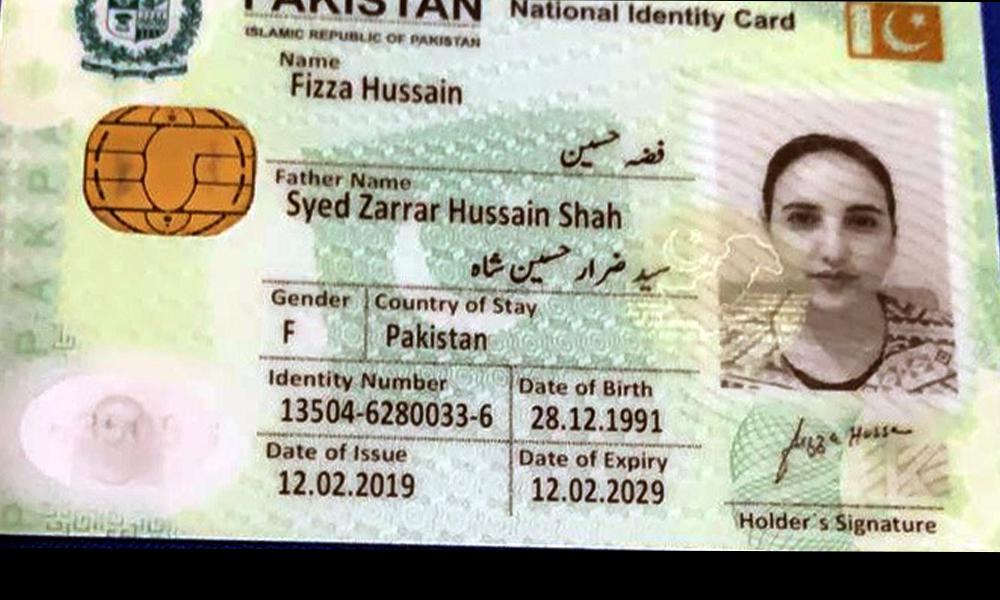 PAKISTAN National Identity Card
ISLAMIC REPUBLIC OF PAKISTAN
Name
Fizza Hussain
فضہ حسین
Father Name
Syed Zarrar Hussain Shah
سید ضرار حسین شاہ
Gender Country of Stay
F Pakistan
Identity Number Date of Birth
13504-6280033-6 28.12.1991
Date of Issue Date of Expiry
12.02.2019 12.02.2029
Holder's Signature